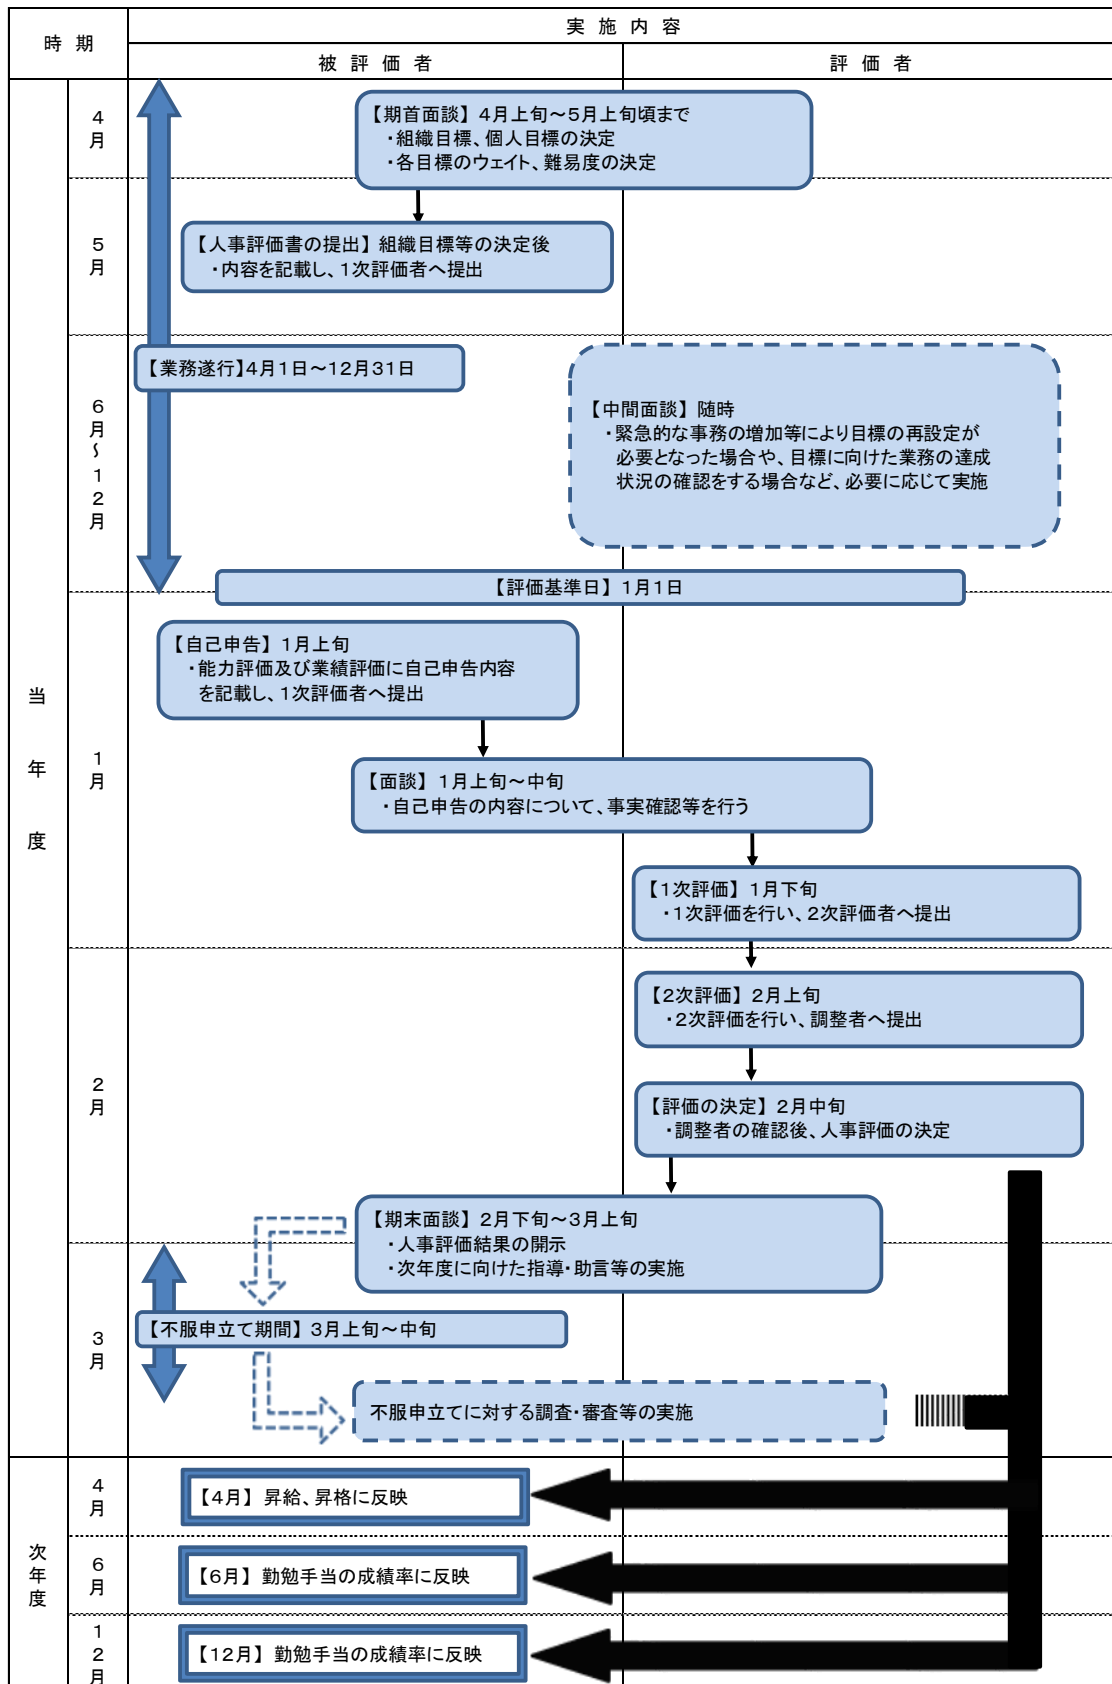 時 期
実 施 内 容
被 評 価 者
評 価 者
当 年 度
4月
【期首面談】 4月上旬～5月上旬頃まで
・組織目標、個人目標の決定
・各目標のウェイト、難易度の決定
5月
【人事評価書の提出】 組織目標等の決定後
・内容を記載し、1次評価者へ提出
6月～12月
【業務遂行】4月1日～12月31日
【中間面談】 随時
・緊急的な事務の増加等により目標の再設定が
必要となった場合や、目標に向けた業務の達成
状況の確認をする場合など、必要に応じて実施
【評価基準日】 1月1日
1月
【自己申告】 1月上旬
・能力評価及び業績評価に自己申告内容
を記載し、1次評価者へ提出
【面談】 1月上旬～中旬
・自己申告の内容について、事実確認等を行う
【1次評価】 1月下旬
・1次評価を行い、2次評価者へ提出
2月
【2次評価】 2月上旬
・2次評価を行い、調整者へ提出
【評価の決定】 2月中旬
・調整者の確認後、人事評価の決定
【期末面談】 2月下旬～3月上旬
・人事評価結果の開示
・次年度に向けた指導・助言等の実施
3月
【不服申立て期間】 3月上旬～中旬
不服申立てに対する調査・審査等の実施
次年度
4月
【4月】 昇給、昇格に反映
6月
【6月】 勤勉手当の成績率に反映
12月
【12月】 勤勉手当の成績率に反映